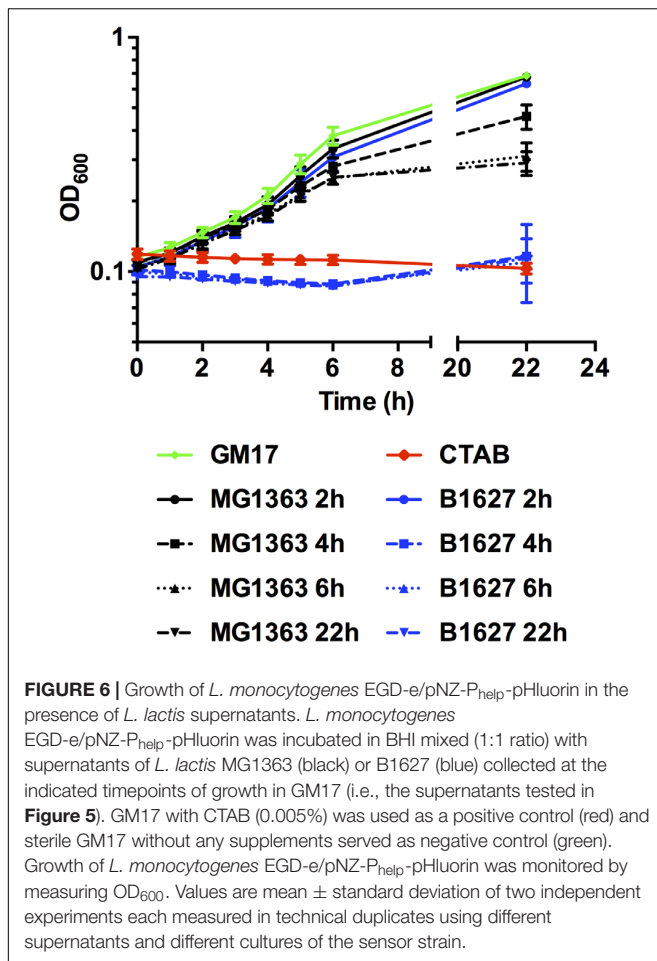 1
OD600
0.1
0 2 4 6 8 20 22 24
Time (h)
GM17 CTAB
MG1363 2h B1627 2h
MG1363 4h B1627 4h
MG1363 6h B1627 6h
MG1363 22h B1627 22h
FIGURE 6 | Growth of L. monocytogenes EGD-e/pNZ-Phelp-pHluorin in the
presence of L. lactis supernatants. L. monocytogenes
EGD-e/pNZ-Phelp-pHluorin was incubated in BHI mixed (1:1 ratio) with
supernatants of L. lactis MG1363 (black) or B1627 (blue) collected at the
indicated timepoints of growth in GM17 (i.e., the supernatants tested in
Figure 5). GM17 with CTAB (0.005%) was used as a positive control (red) and
sterile GM17 without any supplements served as negative control (green).
Growth of L. monocytogenes EGD-e/pNZ-Phelp-pHluorin was monitored by
measuring OD600. Values are mean ± standard deviation of two independent
experiments each measured in technical duplicates using different
supernatants and different cultures of the sensor strain.